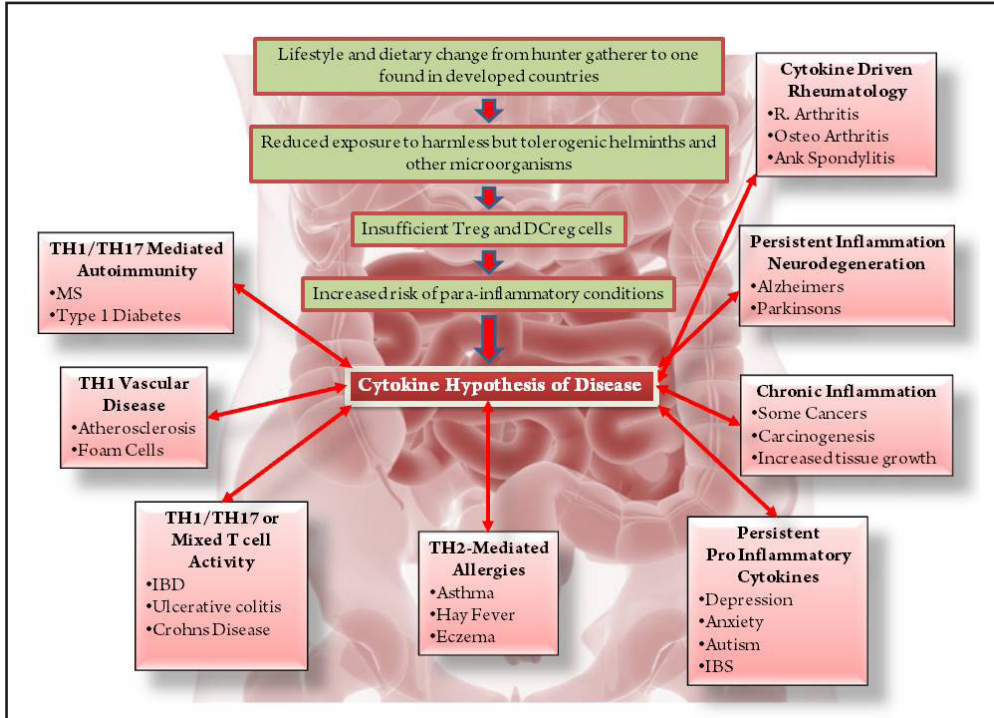 Lifestyle and dietary change from hunter gatherer to one
found in developed countries
Reduced exposure to harmless but tolerogenic helminths and
other microorganisms
Insufficient Treg and DCreg cells
Increased risk of para-inflammatory conditions
Cytokine Hypothesis of Disease
TH1/TH17 Mediated
Autoimmunity
•MS
•Type 1 Diabetes
TH1 Vascular
Disease
•Atherosclerosis
•Foam Cells
TH1/TH17 or
Mixed T cell
Activity
•IBD
•Ulcerative colitis
•Crohns Disease
TH2-Mediated
Allergies
•Asthma
•Hay Fever
•Eczema
Cytokine Driven
Rheumatology
•R. Arthritis
•Osteo Arthritis
•Ank Spondylitis
Persistent Inflammation
Neurodegeneration
•Alzheimers
•Parkinsons
Chronic Inflammation
•Some Cancers
•Carcinogenesis
•Increased tissue growth
Persistent
Pro Inflammatory
Cytokines
•Depression
•Anxiety
•Autism
•IBS